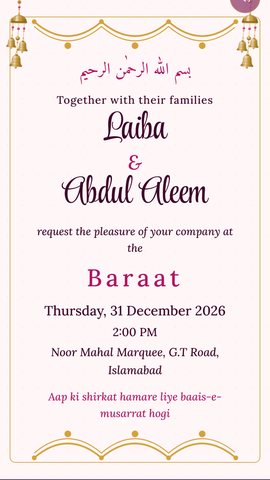 بسم الله الرحمٰن الرحيم
Together with their families
Laiba
&
Abdul Aleem
request the pleasure of your company at
the
Baraat
Thursday, 31 December 2026
2:00 PM
Noor Mahal Marquee, G.T Road,
Islamabad
Aap ki shirkat hamare liye baais-e-
musarrat hogi